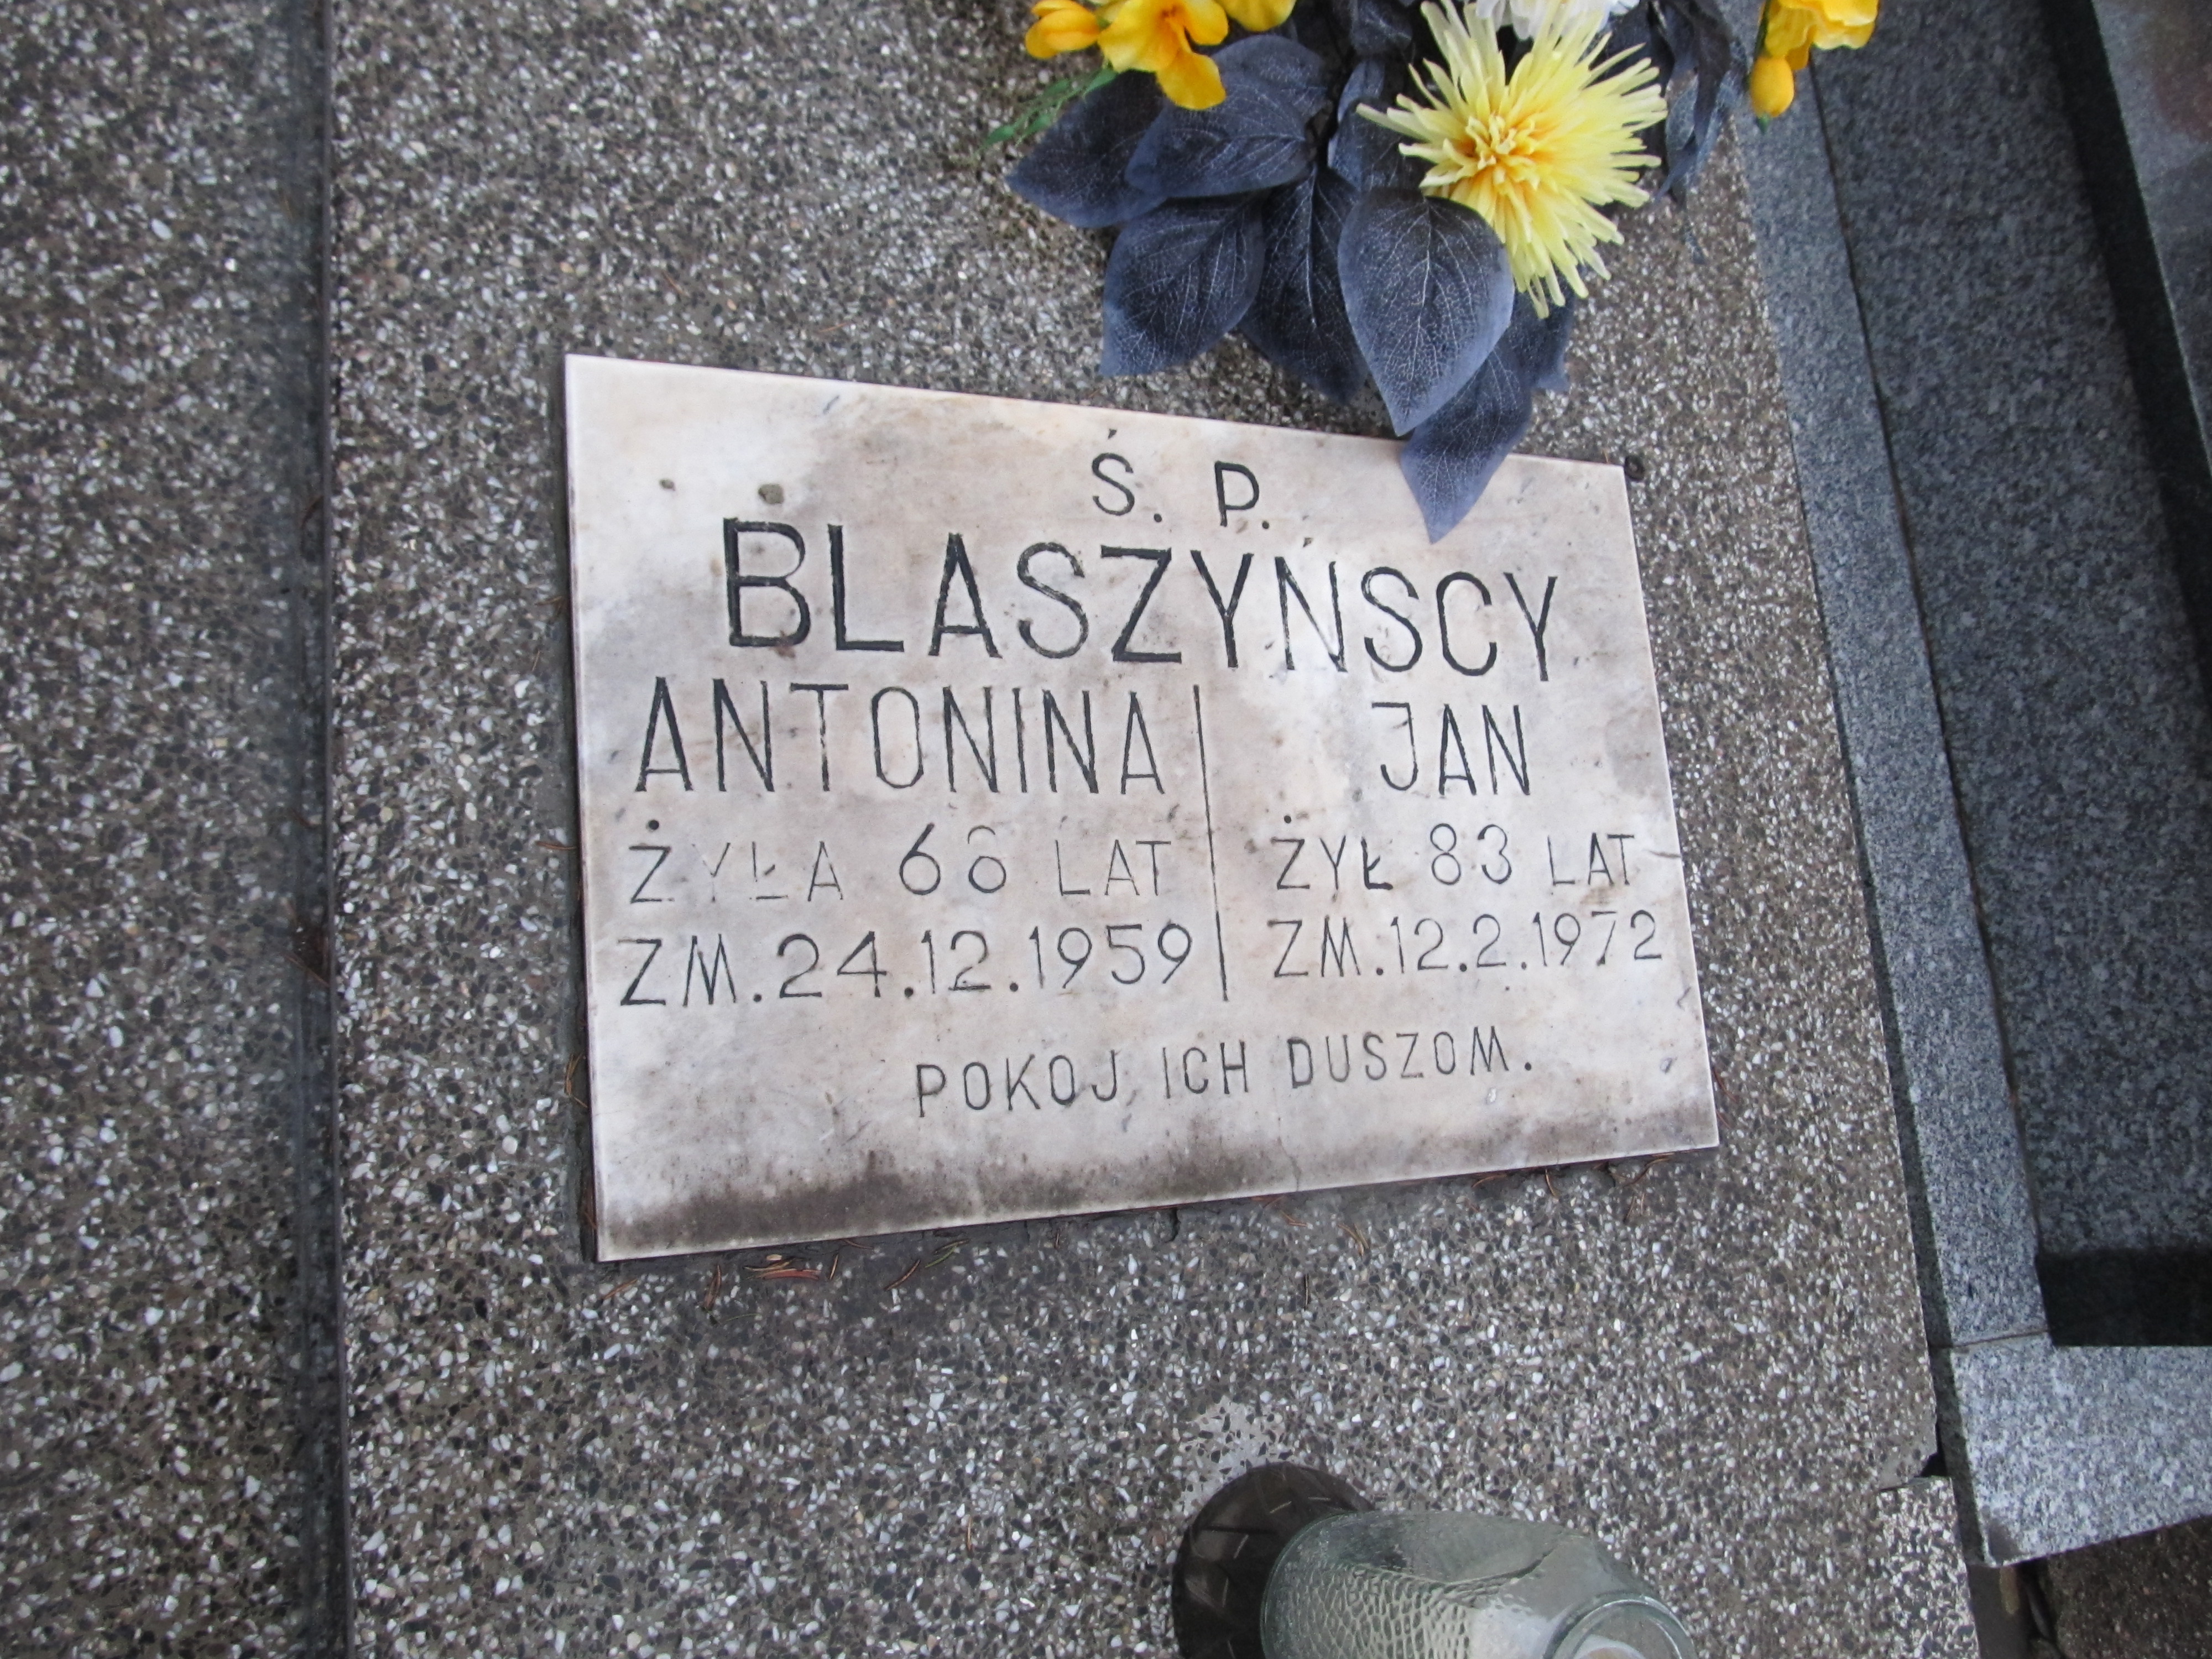 Ś. P.
BLASZYŃSCY
ANTONINA
ŻYŁA 68 LAT
ZM. 24.12.1959
JAN
ŻYŁ 83 LAT
ZM. 12.2.1972
POKOJ ICH DUSZOM.